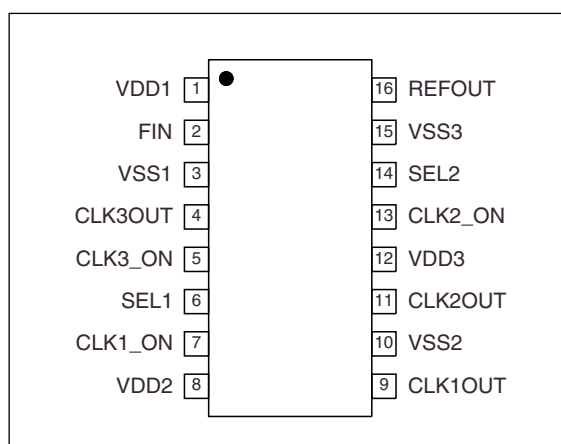 VDD1 1 16 REFOUT
FIN 2 15 VSS3
VSS1 3 14 SEL2
CLK3OUT 4 13 CLK2_ON
CLK3_ON 5 12 VDD3
SEL1 6 11 CLK2OUT
CLK1_ON 7 10 VSS2
VDD2 8 9 CLK1OUT